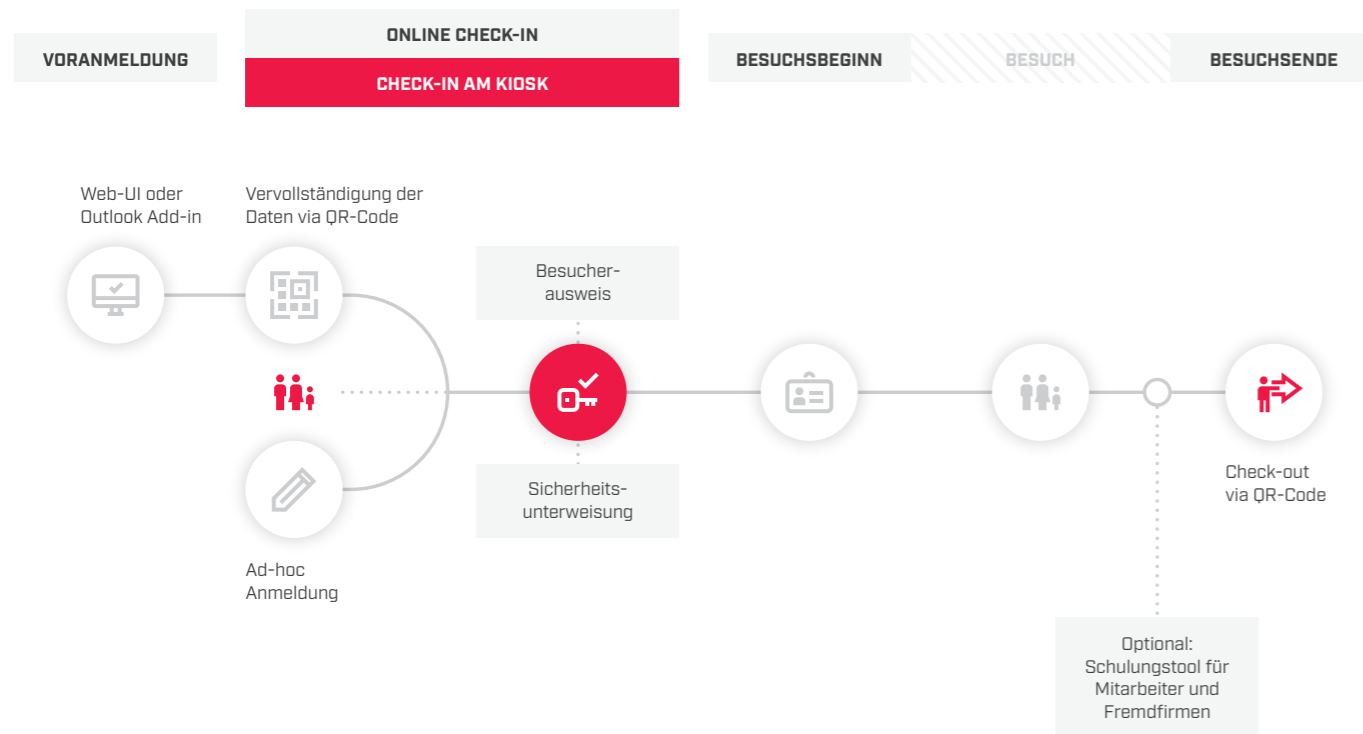 VORANMELDUNG
ONLINE CHECK-IN
CHECK-IN AM KIOSK
BESUCHSBEGINN
BESUCH
BESUCHSENDE
Web-UI oder
Outlook Add-in
Vervollständigung der
Daten via QR-Code
Besucher-
ausweis
Sicherheits-
unterweisung
Ad-hoc
Anmeldung
Check-out
via QR-Code
Optional:
Schulungstool für
Mitarbeiter und
Fremdfirmen